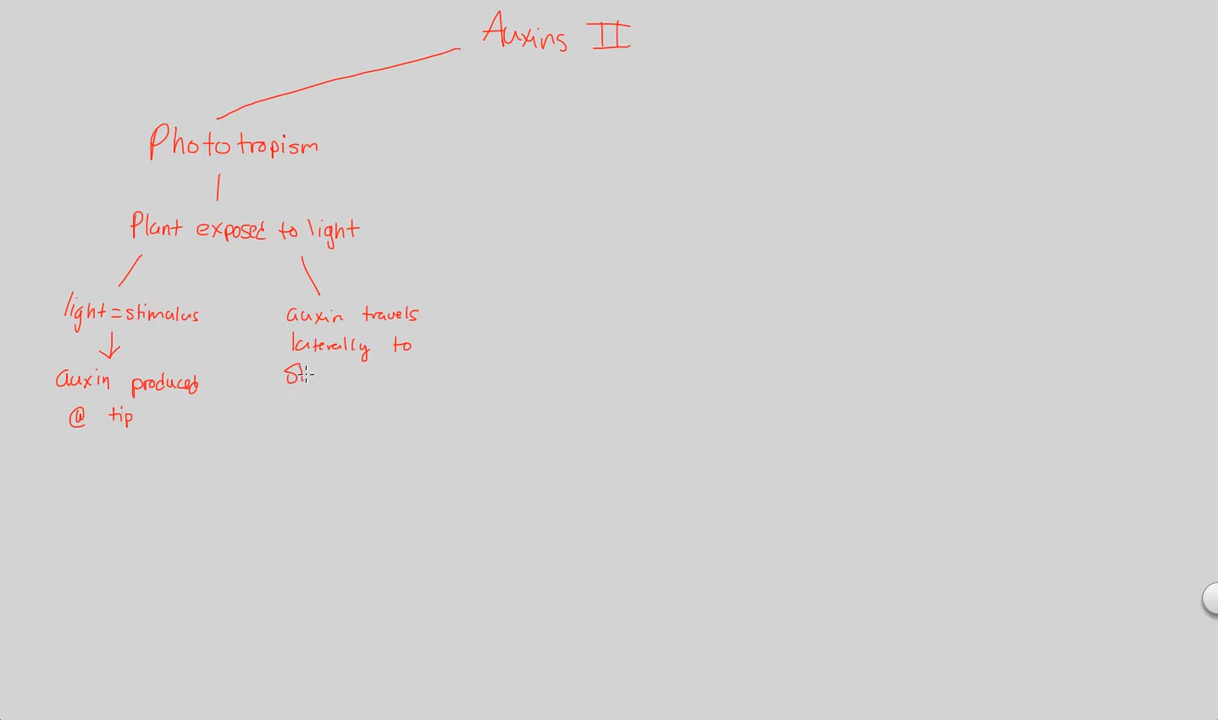 Auxins II
Phototropism
Plant exposed to light
light = stimulus
auxin produced
@ tip
auxin travels
laterally to